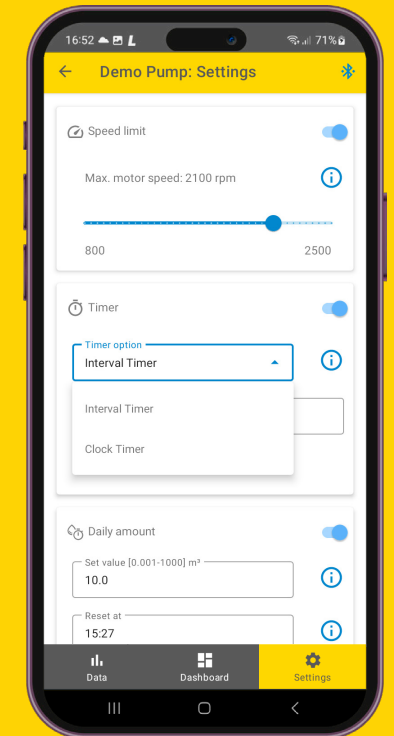 16:52
71%
Demo Pump: Settings
Speed limit
Max. motor speed: 2100 rpm
800 2500
Timer
Timer option
Interval Timer
Interval Timer
Clock Timer
Daily amount
Set value [0.001-1000] m³
10.0
Reset at
15:27
Data Dashboard Settings